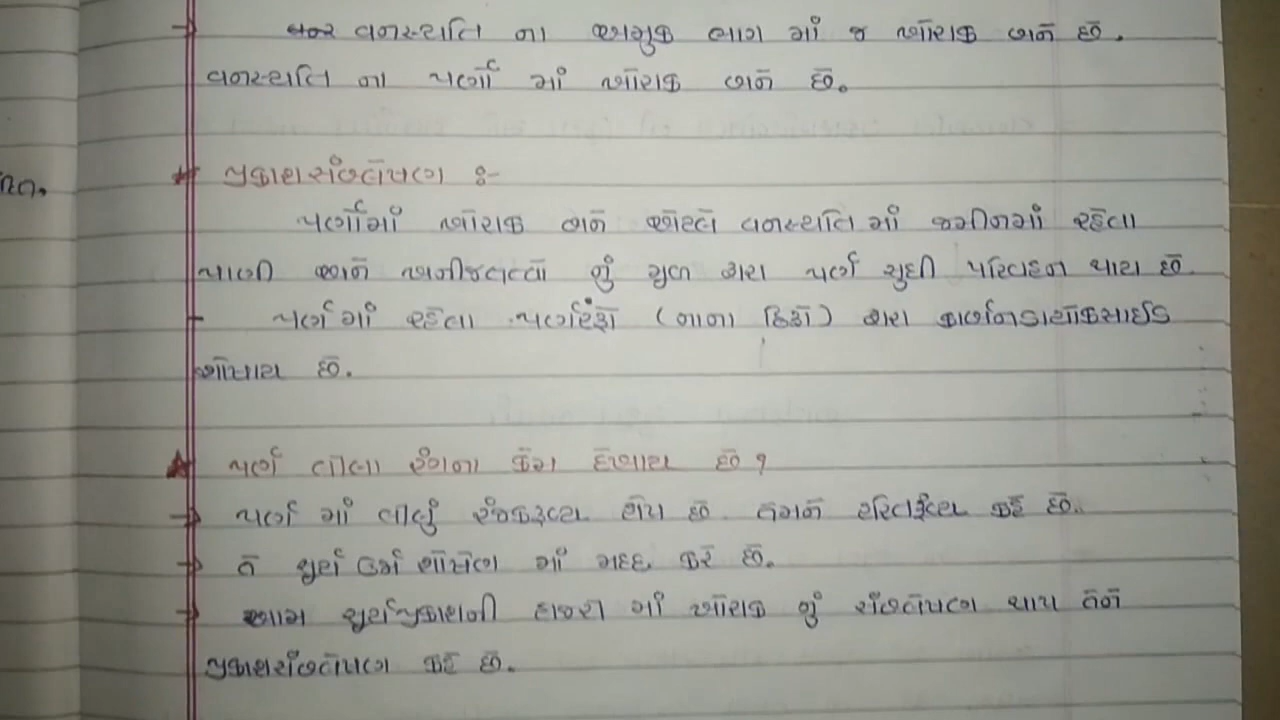 → વનસ્પતિ ના અમુક ભાગ માં જ ખોરાક બને છે.
વનસ્પતિ ના પર્ણો માં ખોરાક બને છે.
* પ્રકાશસંશ્લેષણ :-
પર્ણોમાં ખોરાક બને એટલે વનસ્પતિ માં જમીનમાં રહેલા
પાણી અને ખનીજતત્વો નું મુળ દ્વારા પર્ણ સુધી પરિવહન થાય છે
- પર્ણ માં રહેલા પર્ણરંધ્રો (નાના છિદ્રો) દ્વારા કાર્બનડાયોકસાઈડ
શોષાય છે.
* પર્ણ લીલા રંગના કેમ દેખાય છે ?
→ પર્ણ માં લીલું રંજકદ્રવ્ય હોય છે તેમને હરિતદ્રવ્ય કહે છે.
→ તે સુર્ય ઉર્જા શોષણ માં મદદ કરે છે.
→ આમ સુર્યપ્રકાશની હાજરી માં ખોરાક નું સંશ્લેષણ થાય તેને
પ્રકાશસંશ્લેષણ કહે છે.